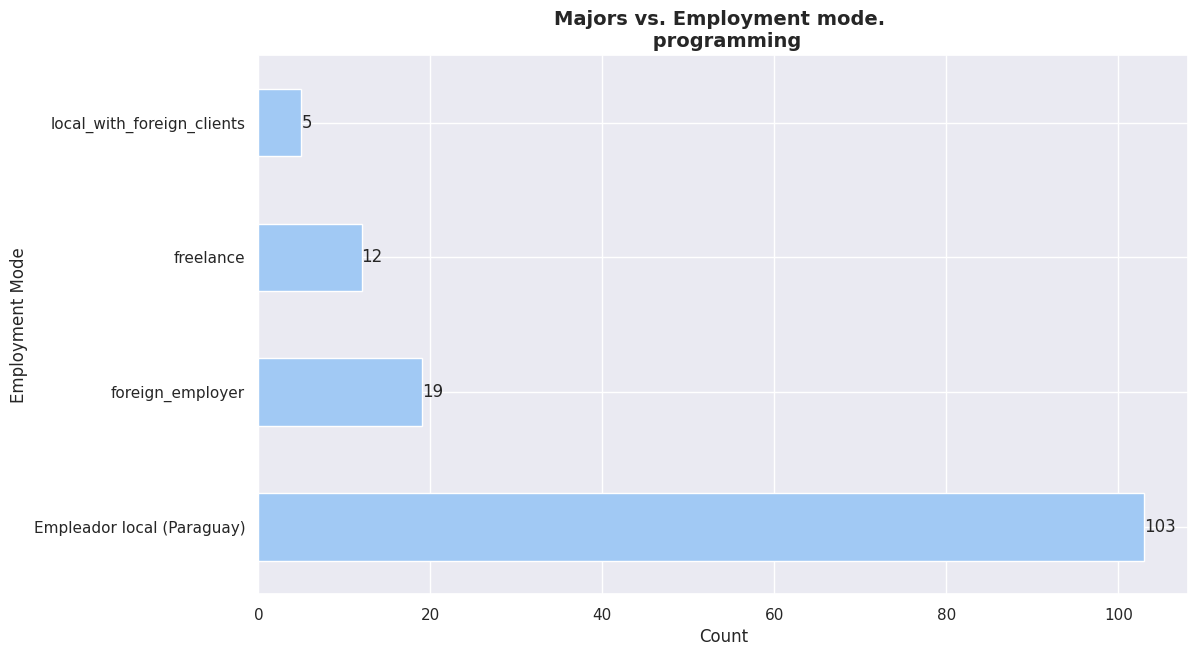 Majors vs. Employment mode.
programming
local_with_foreign_clients
5
freelance
12
foreign_employer
19
Empleador local (Paraguay)
103
Employment Mode
0 20 40 60 80 100
Count